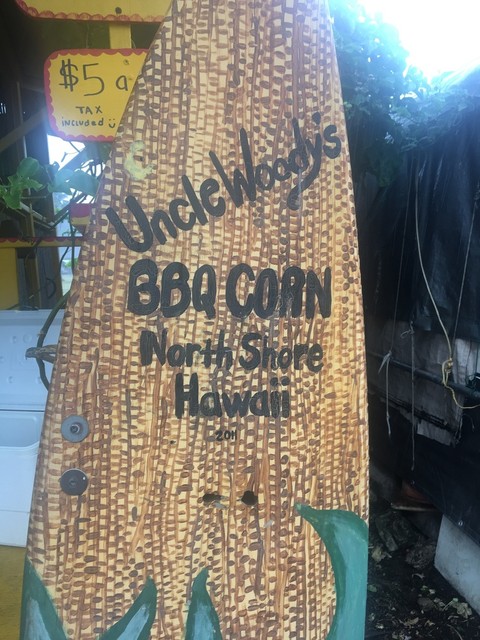 $5 a
TAX
INCLUDED
Uncle Woody's
BBQ CORN
North Shore
Hawaii
2011